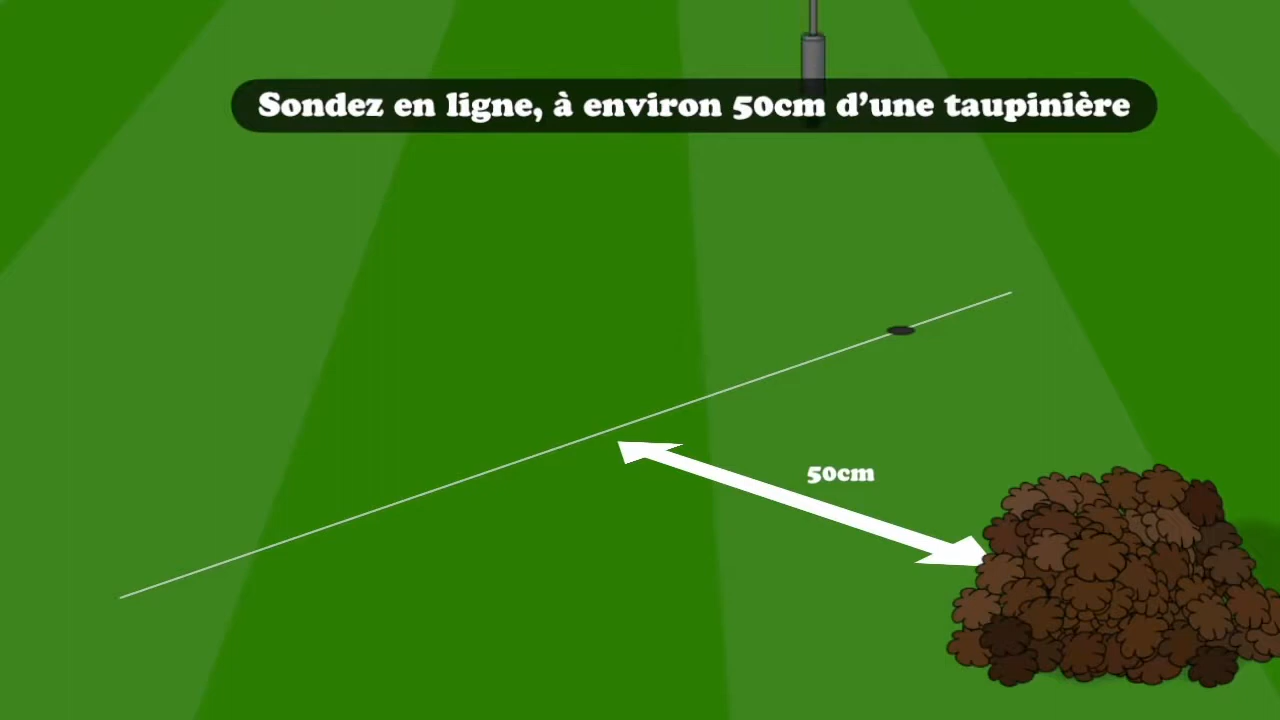 Sondez en ligne, à environ 50cm d’une taupinière
50cm